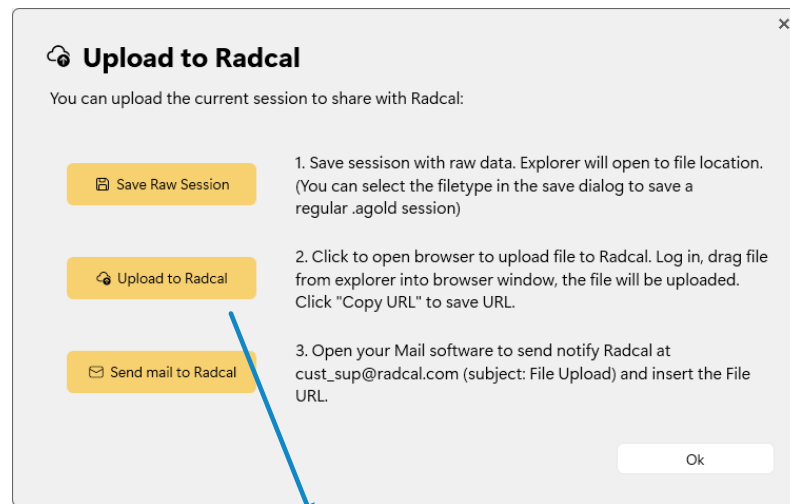 Upload to Radcal
You can upload the current session to share with Radcal:
Save Raw Session
1. Save sessison with raw data. Explorer will open to file location.
(You can select the filetype in the save dialog to save a
regular .agold session)
Upload to Radcal
2. Click to open browser to upload file to Radcal. Log in, drag file
from explorer into browser window, the file will be uploaded.
Click "Copy URL" to save URL.
Send mail to Radcal
3. Open your Mail software to send notify Radcal at
cust_sup@radcal.com (subject: File Upload) and insert the File
URL.
Ok